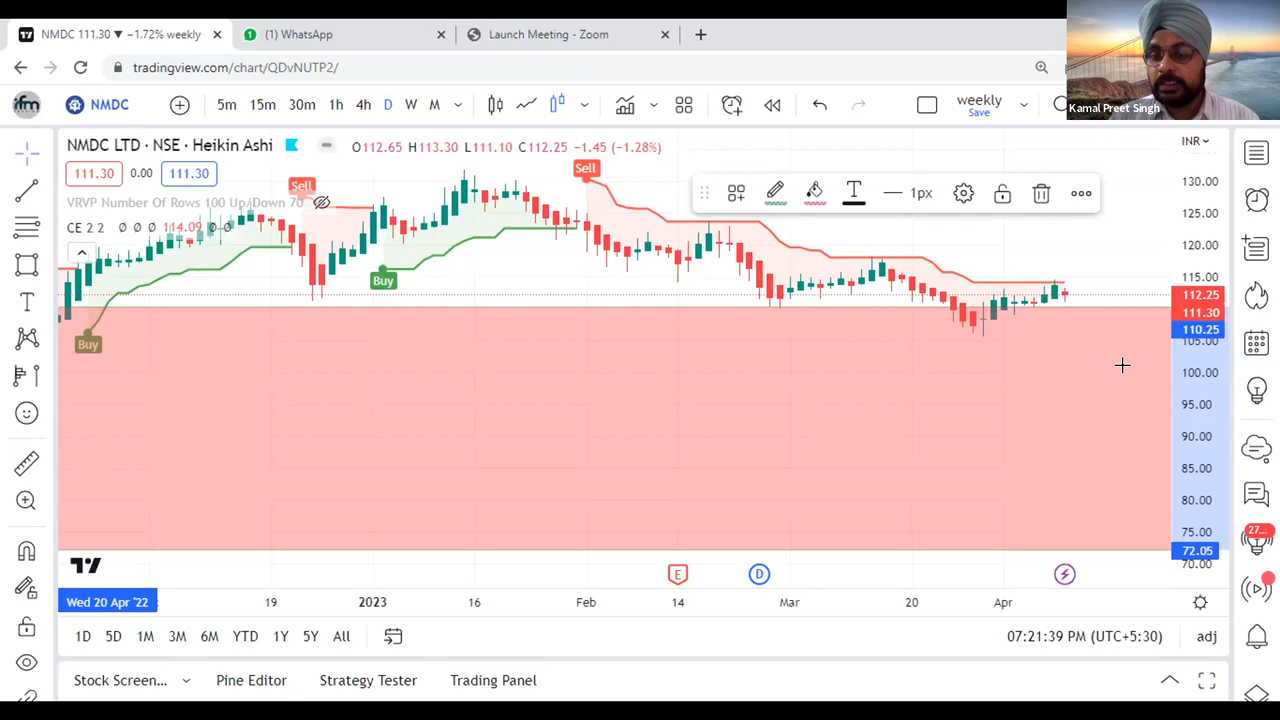 NMDC 111.30 ▼ −1.72% weekly
(1) WhatsApp
Launch Meeting - Zoom
tradingview.com/chart/QDvNUTP2/
Kamal Preet Singh
ifm
NMDC
5m 15m 30m 1h 4h D W M
weekly
Save
NMDC LTD · NSE · Heikin Ashi
O112.65 H113.30 L111.10 C112.25 −1.45 (−1.28%)
INR
111.30 0.00 111.30
VRVP Number Of Rows 100 Up/Down 70
CE 2 2 ∅ ∅ ∅ 114.09 ∅ ∅
T 1px
Sell
Sell
Buy
Buy
130.00
125.00
120.00
115.00
112.25
111.30
110.25
105.00
100.00
95.00
90.00
85.00
80.00
75.00
72.05
70.00
27...
E D
Wed 20 Apr '22 19 2023 16 Feb 14 Mar 20 Apr
1D 5D 1M 3M 6M YTD 1Y 5Y All
07:21:39 PM (UTC+5:30) adj
Stock Screen... Pine Editor Strategy Tester Trading Panel